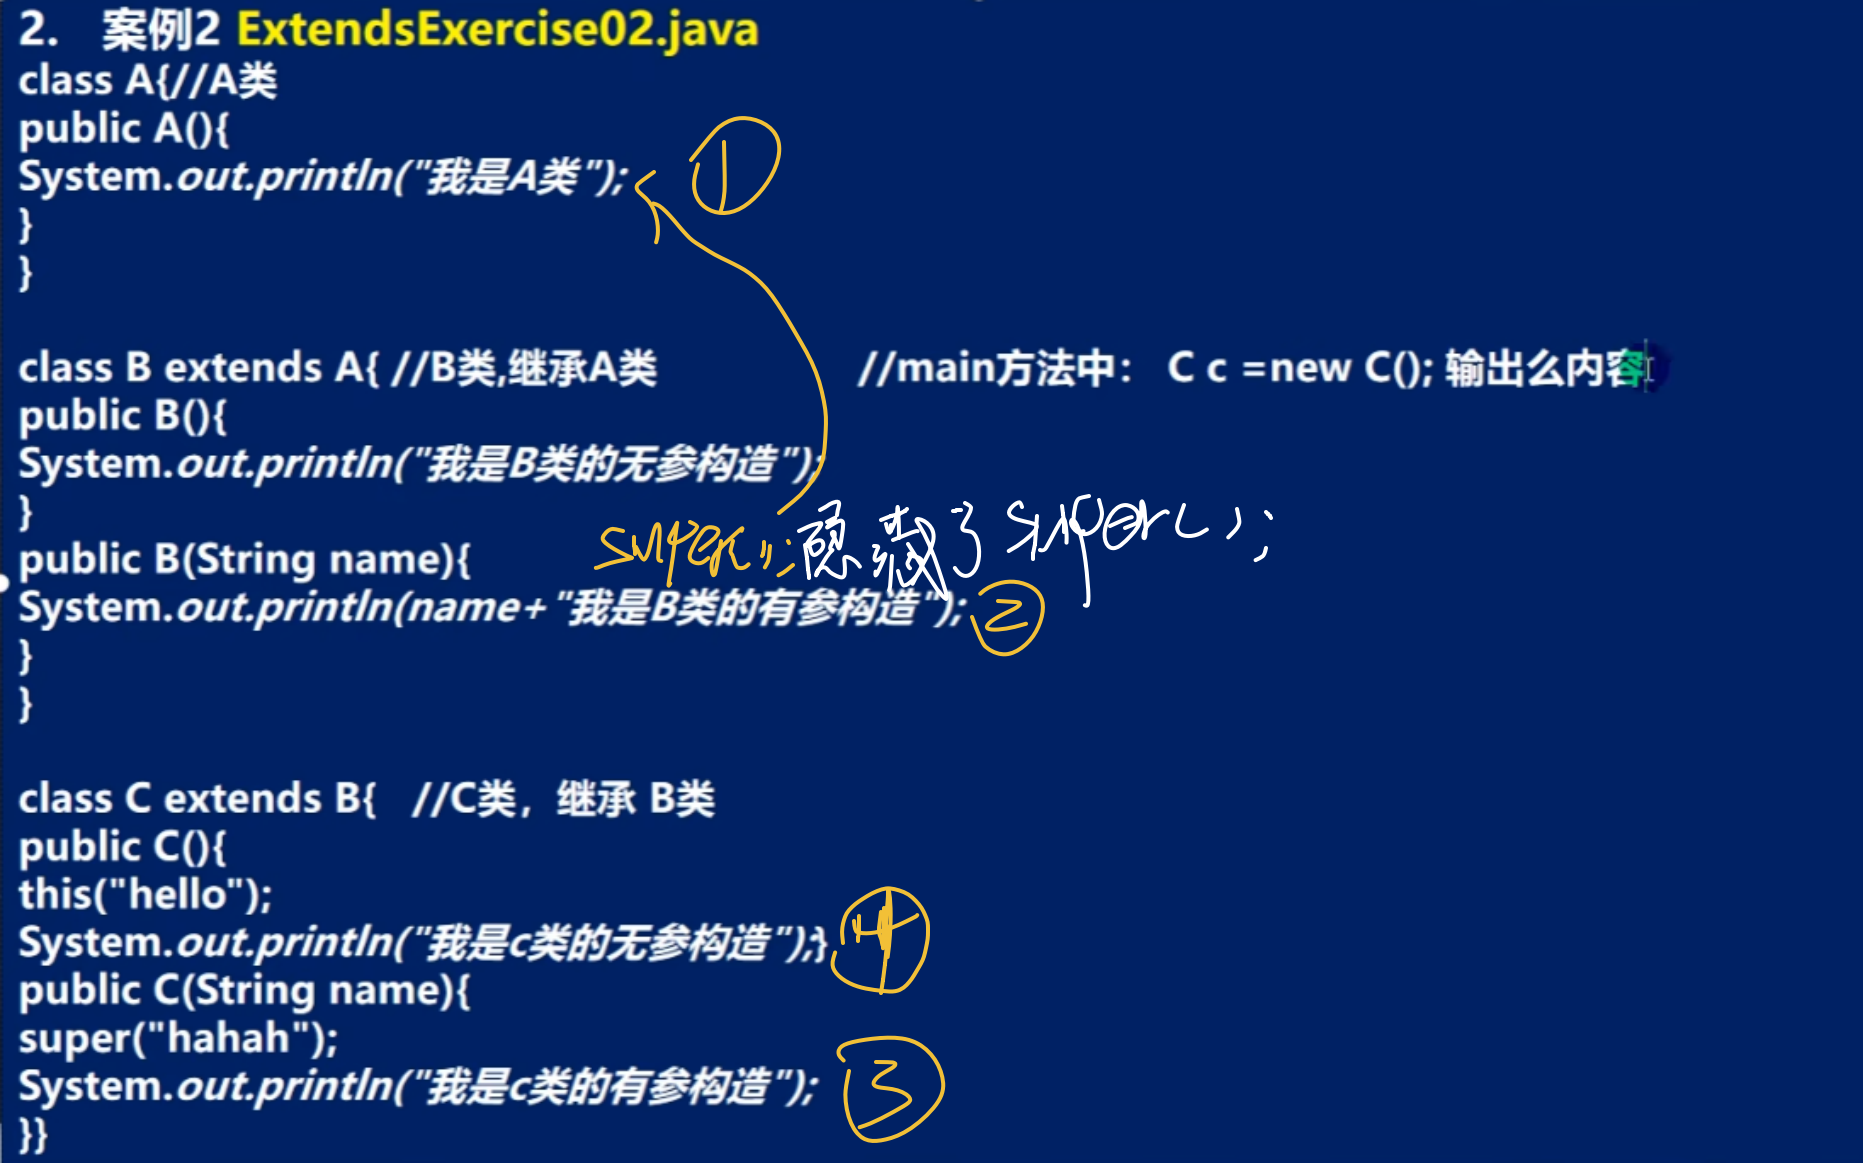 2. 案例2 ExtendsExercise02.java
class A{//A类
public A(){
System.out.println("我是A类");
①
}
}
class B extends A{ //B类,继承A类
//main方法中： C c =new C(); 输出么内容
public B(){
System.out.println("我是B类的无参构造");
}
super();
隐藏了super();
public B(String name){
System.out.println(name+"我是B类的有参构造");
②
}
}
class C extends B{ //C类，继承 B类
public C(){
this("hello");
System.out.println("我是c类的无参构造");}
④
public C(String name){
super("hahah");
System.out.println("我是c类的有参构造");
③
}}